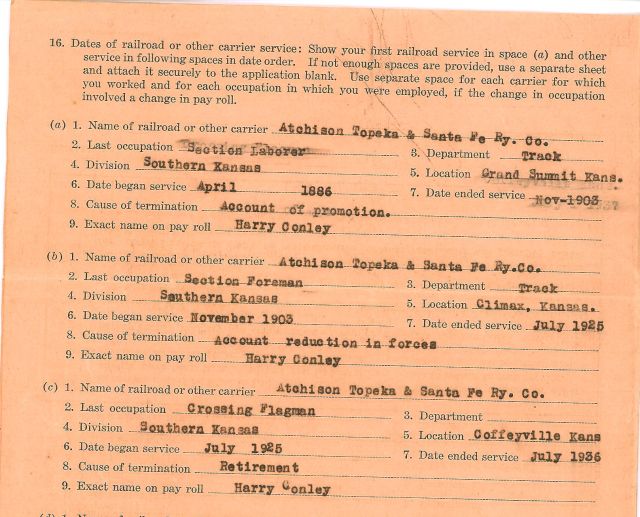 16. Dates of railroad or other carrier service: Show your first railroad service in space (a) and other
service in following spaces in date order. If not enough spaces are provided, use a separate sheet
and attach it securely to the application blank. Use separate space for each carrier for which
you worked and for each occupation in which you were employed, if the change in occupation
involved a change in pay roll.
(a) 1. Name of railroad or other carrier Atchison Topeka & Santa Fe Ry. Co.
2. Last occupation Section Laborer 3. Department Track
4. Division Southern Kansas 5. Location Grand Summit Kans.
6. Date began service April 1886 7. Date ended service Nov-1903
8. Cause of termination Account of promotion.
9. Exact name on pay roll Harry Conley
(b) 1. Name of railroad or other carrier Atchison Topeka & Santa Fe Ry.Co.
2. Last occupation Section Foreman 3. Department Track
4. Division Southern Kansas 5. Location Climax, Kansas.
6. Date began service November 1903 7. Date ended service July 1925
8. Cause of termination Account reduction in forces
9. Exact name on pay roll Harry Conley
(c) 1. Name of railroad or other carrier Atchison Topeka & Santa Fe Ry. Co.
2. Last occupation Crossing Flagman 3. Department
4. Division Southern Kansas 5. Location Coffeyville Kans
6. Date began service July 1925 7. Date ended service July 1936
8. Cause of termination Retirement
9. Exact name on pay roll Harry Conley